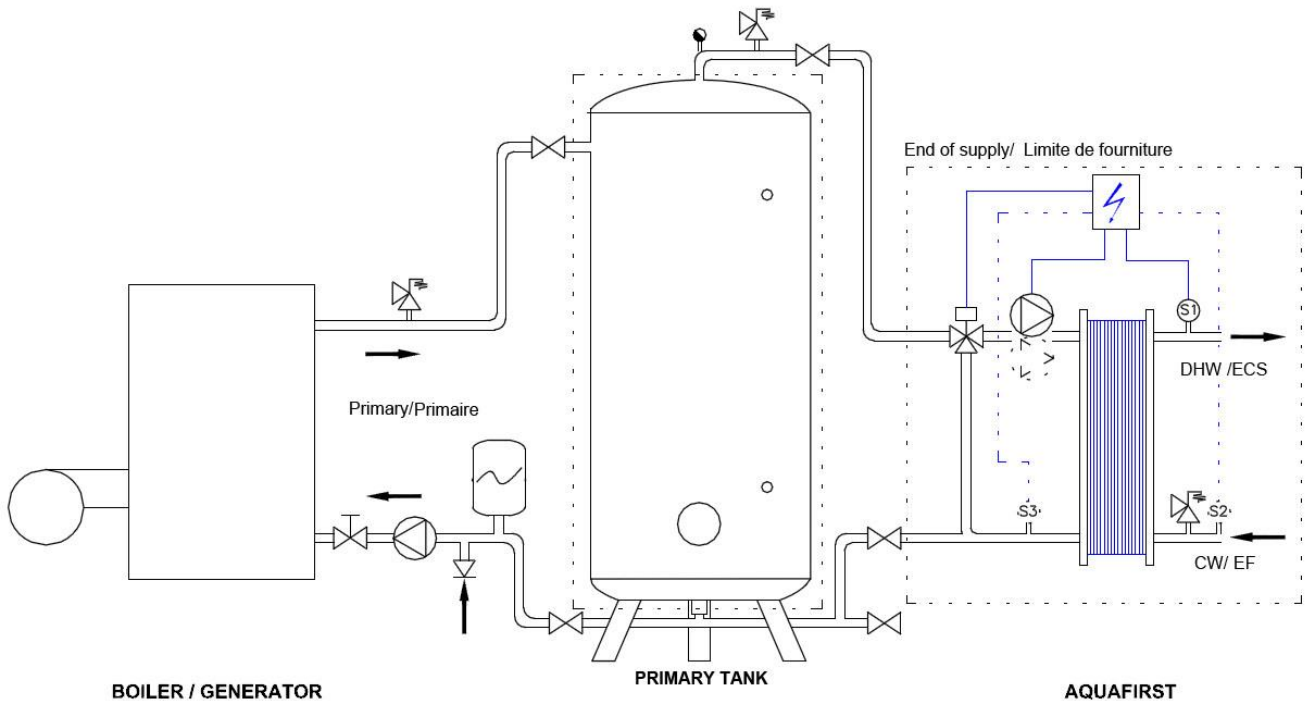 End of supply/ Limite de fourniture
S1
DHW /ECS
Primary/Primaire
S3
S2
CW/ EF
PRIMARY TANK
BOILER / GENERATOR
AQUAFIRST